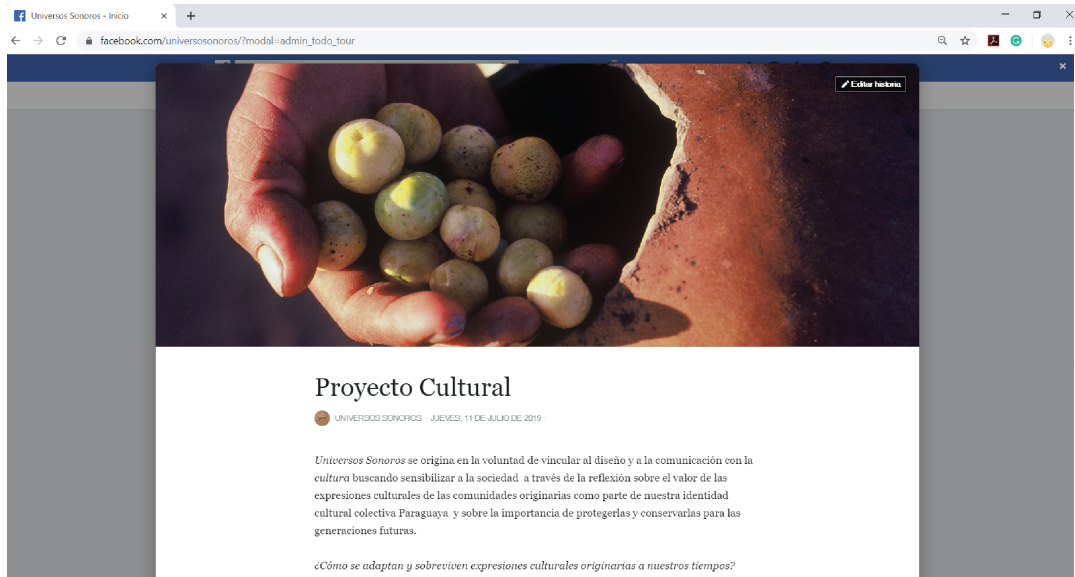 Universos Sonoros - Inicio
facebook.com/universosonoros/?modal=admin_todo_tour
Editar historia
Proyecto Cultural
UNIVERSOS SONOROS · JUEVES, 11 DE JULIO DE 2019 ·
Universos Sonoros se origina en la voluntad de vincular al diseño y a la comunicación con la
cultura buscando sensibilizar a la sociedad a través de la reflexión sobre el valor de las
expresiones culturales de las comunidades originarias como parte de nuestra identidad
cultural colectiva Paraguaya y sobre la importancia de protegerlas y conservarlas para las
generaciones futuras.
¿Cómo se adaptan y sobreviven expresiones culturales originarias a nuestros tiempos?